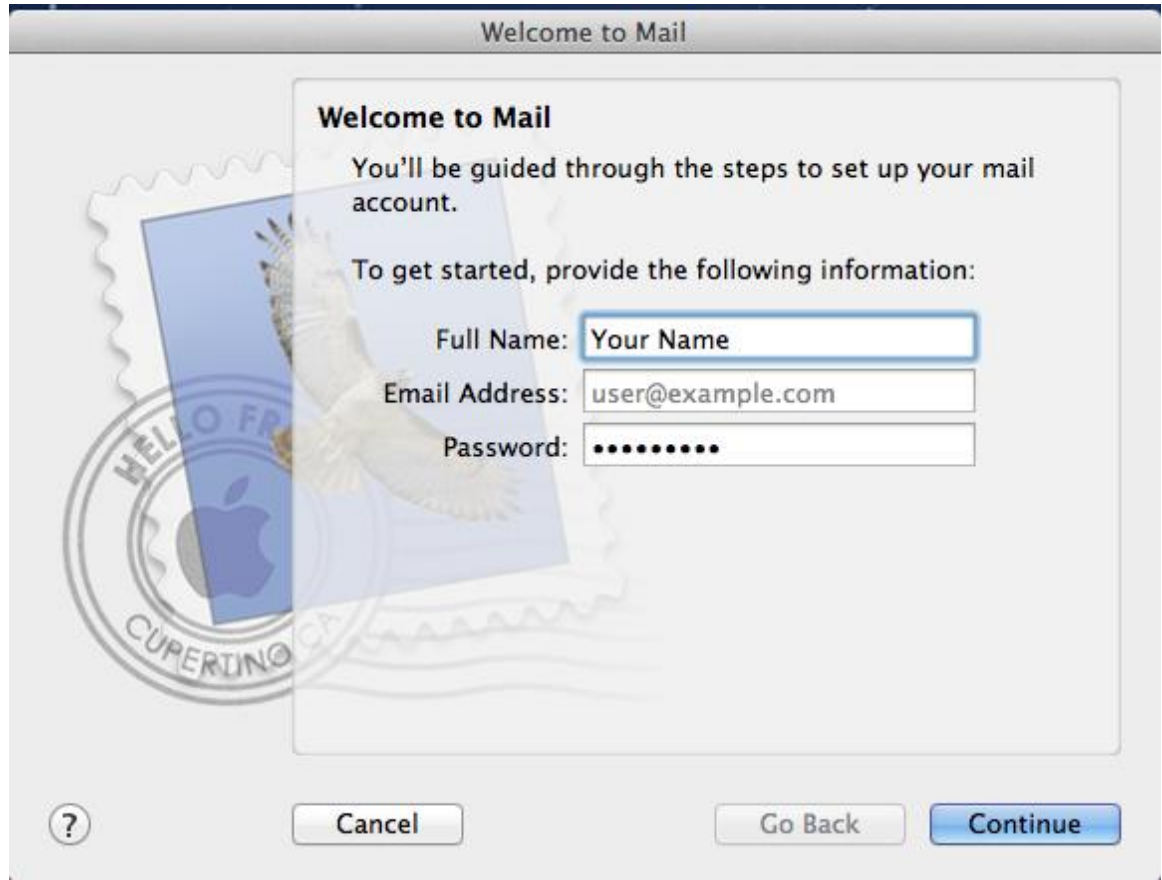 Welcome to Mail
Welcome to Mail
You’ll be guided through the steps to set up your mail
account.
To get started, provide the following information:
Full Name: Your Name
Email Address: user@example.com
Password: •••••••••
HELLO FR
CUPERTINO CA
? Cancel Go Back Continue